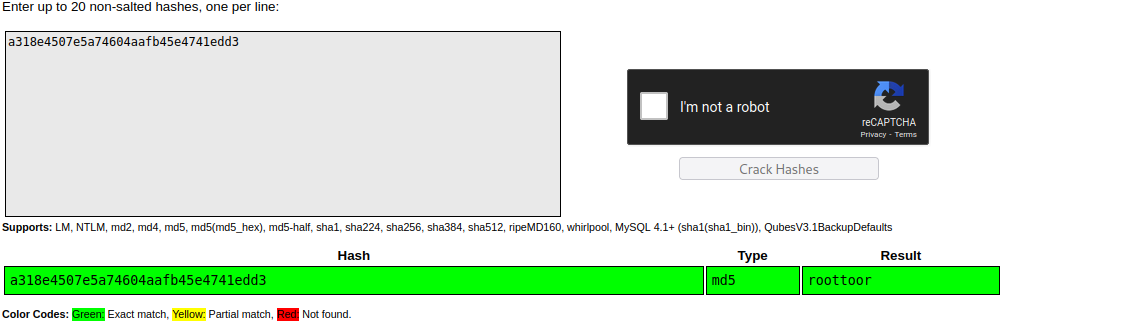 Enter up to 20 non-salted hashes, one per line:
a318e4507e5a74604aafb45e4741edd3
I'm not a robot
reCAPTCHA
Privacy - Terms
Crack Hashes
Supports: LM, NTLM, md2, md4, md5, md5(md5_hex), md5-half, sha1, sha224, sha256, sha384, sha512, ripeMD160, whirlpool, MySQL 4.1+ (sha1(sha1_bin)), QubesV3.1BackupDefaults
Hash Type Result
a318e4507e5a74604aafb45e4741edd3 md5 roottoor
Color Codes: Green: Exact match, Yellow: Partial match, Red: Not found.